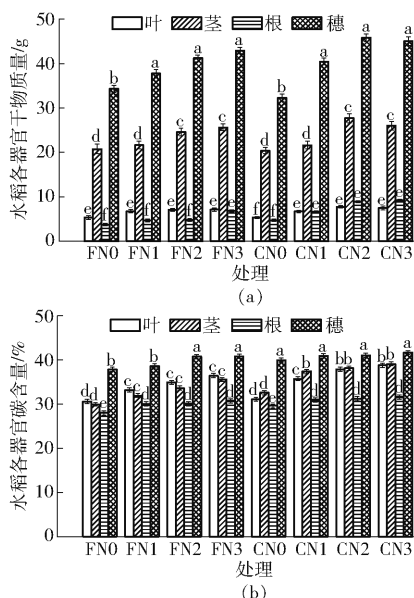 水稻各器官干物质量/g
50
40
30
20
10
0
叶 茎 根 穗
e d f b
e d f a
e c f a
e c e a
f d f b
e d e a
e c e a
e c e a
FN0 FN1 FN2 FN3 CN0 CN1 CN2 CN3
处理
(a)
水稻各器官碳含量/%
50
40
30
20
10
0
叶 茎 根 穗
d d e b
c c d b
c c d a
c c d a
d d e a
c c d a
b b d a
b b d a
FN0 FN1 FN2 FN3 CN0 CN1 CN2 CN3
处理
(b)